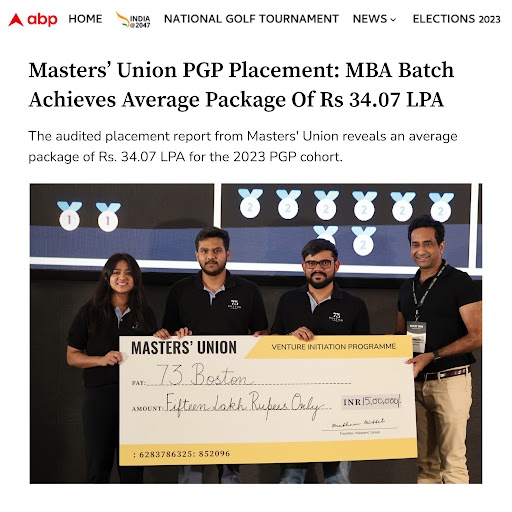 abp HOME INDIA @2047 NATIONAL GOLF TOURNAMENT NEWS ELECTIONS 2023
Masters' Union PGP Placement: MBA Batch
Achieves Average Package Of Rs 34.07 LPA
The audited placement report from Masters' Union reveals an average
package of Rs. 34.07 LPA for the 2023 PGP cohort.
1 1 2 2 2 2 2
2 2
2
73
73
MASTERS' UNION VENTURE INITIATION PROGRAMME
PAY: 73 Boston
AMOUNT: Fifteen Lakh Rupees Only INR 15,00,000/
: 6283786325: 852096